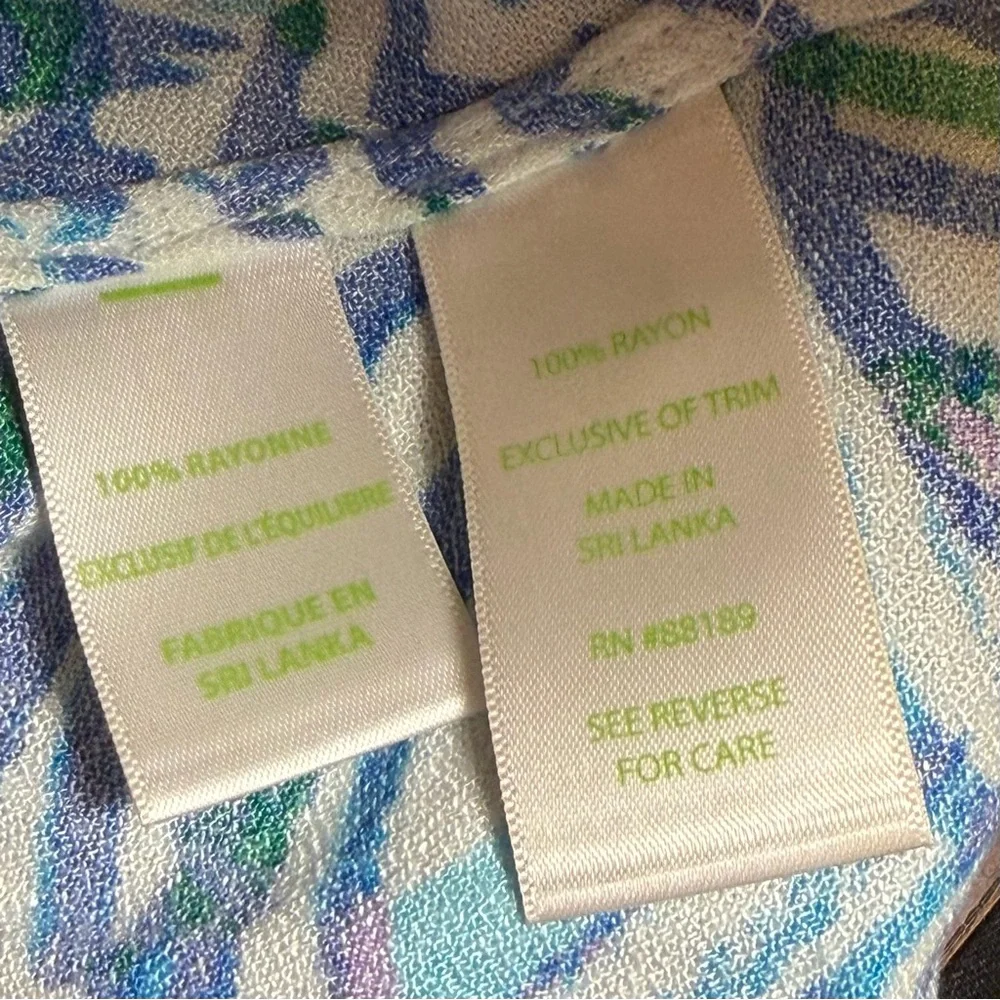 100% RAYONNE
EXCLUSIF DE L'ÉQUILIBRE
FABRIQUE EN
SRI LANKA
100% RAYON
EXCLUSIVE OF TRIM
MADE IN
SRI LANKA
RN #88189
SEE REVERSE
FOR CARE